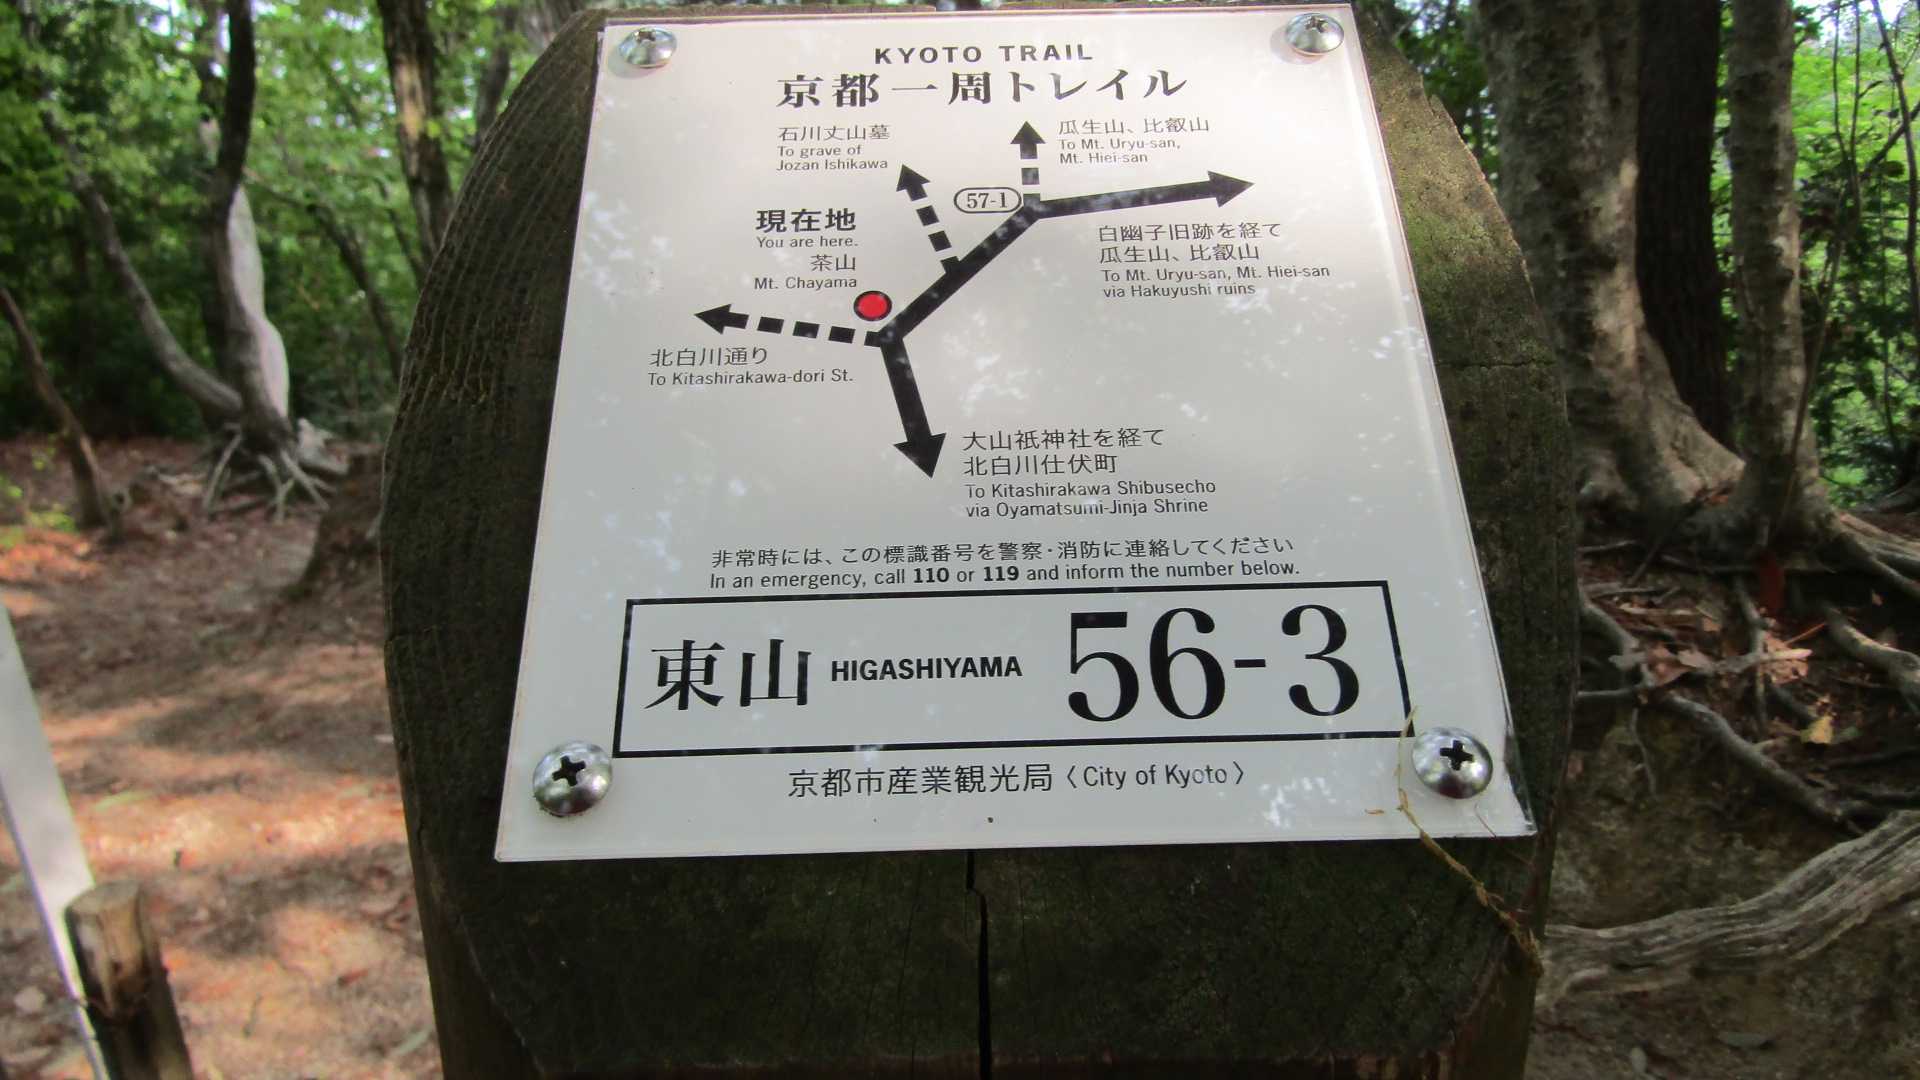 KYOTO TRAIL
京都一周トレイル
石川丈山墓
To grave of
Jozan Ishikawa
瓜生山、比叡山
To Mt. Uryu-san,
Mt. Hiei-san
57-1
現在地
You are here.
茶山
Mt. Chayama
白幽子旧跡を経て
瓜生山、比叡山
To Mt. Uryu-san, Mt. Hiei-san
via Hakuyushi ruins
北白川通り
To Kitashirakawa-dori St.
大山祇神社を経て
北白川仕伏町
To Kitashirakawa Shibusecho
via Oyamatsumi-Jinja Shrine
非常時には、この標識番号を警察・消防に連絡してください
In an emergency, call 110 or 119 and inform the number below.
東山 HIGASHIYAMA 56-3
京都市産業観光局〈City of Kyoto〉